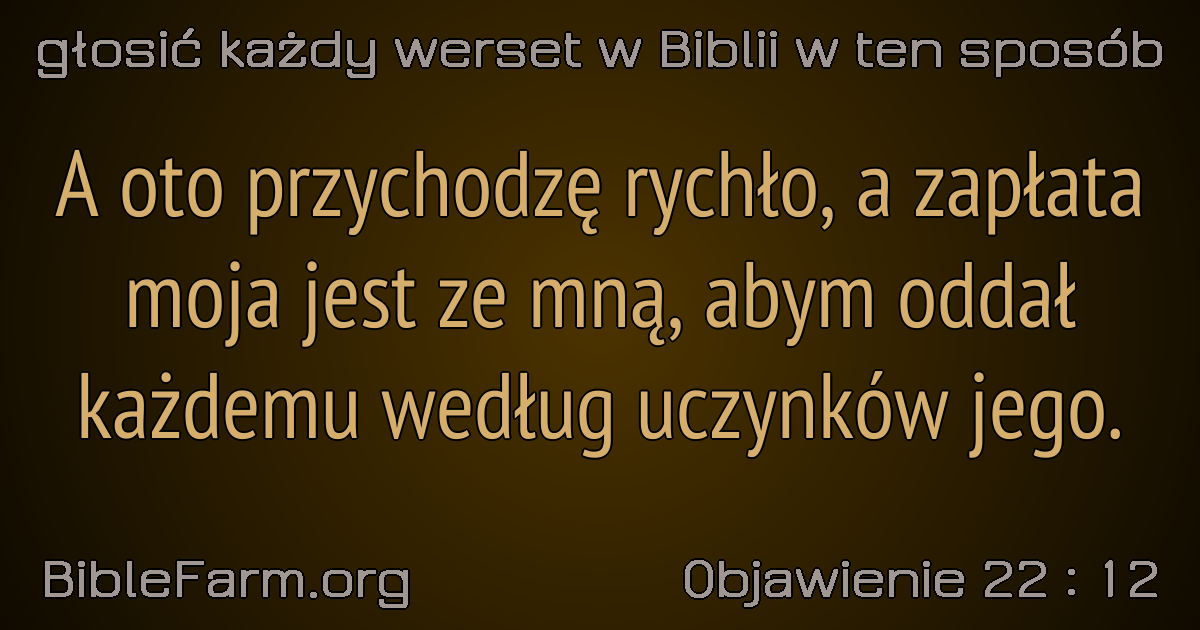 głosić każdy werset w Biblii w ten sposób
A oto przychodzę rychło, a zapłata
moja jest ze mną, abym oddał
każdemu według uczynków jego.
BibleFarm.org
Objawienie 22 : 12